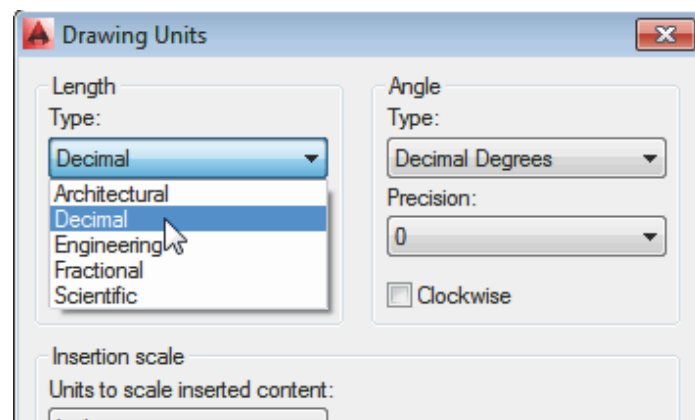 Drawing Units
Length
Type:
Decimal
Architectural
Decimal
Engineering
Fractional
Scientific
Angle
Type:
Decimal Degrees
Precision:
0
Clockwise
Insertion scale
Units to scale inserted content: